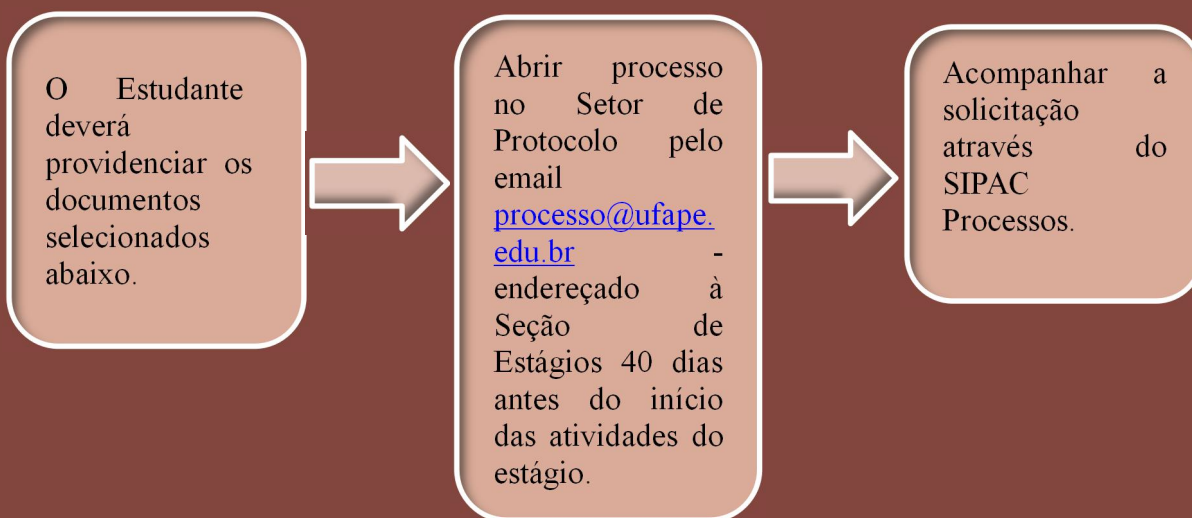 O Estudante
deverá
providenciar os
documentos
selecionados
abaixo.
Abrir processo
no Setor de
Protocolo pelo
email
processo@ufape.
edu.br -
endereçado à
Seção de
Estágios 40 dias
antes do início
das atividades do
estágio.
Acompanhar a
solicitação
através do
SIPAC
Processos.